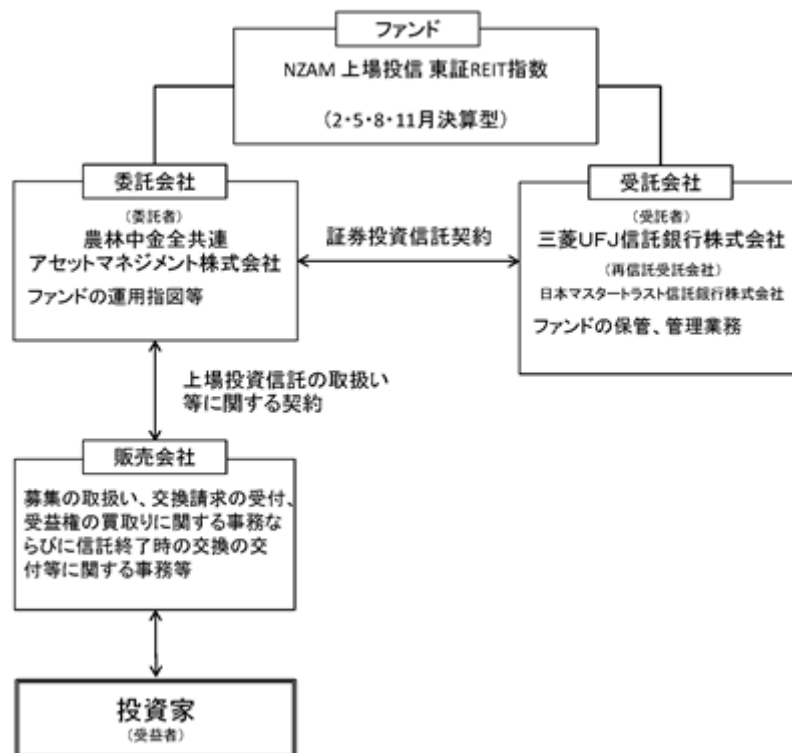 ファンド
NZAM 上場投信 東証REIT指数
（2・5・8・11月決算型）
委託会社
（委託者）
農林中金全共連
アセットマネジメント株式会社
ファンドの運用指図等
証券投資信託契約
受託会社
（受託者）
三菱UFJ信託銀行株式会社
（再信託受託会社）
日本マスタートラスト信託銀行株式会社
ファンドの保管、管理業務
上場投資信託の取扱い
等に関する契約
販売会社
募集の取扱い、交換請求の受付、
受益権の買取りに関する事務な
らびに信託終了時の交換の交
付等に関する事務等
投資家
（受益者）